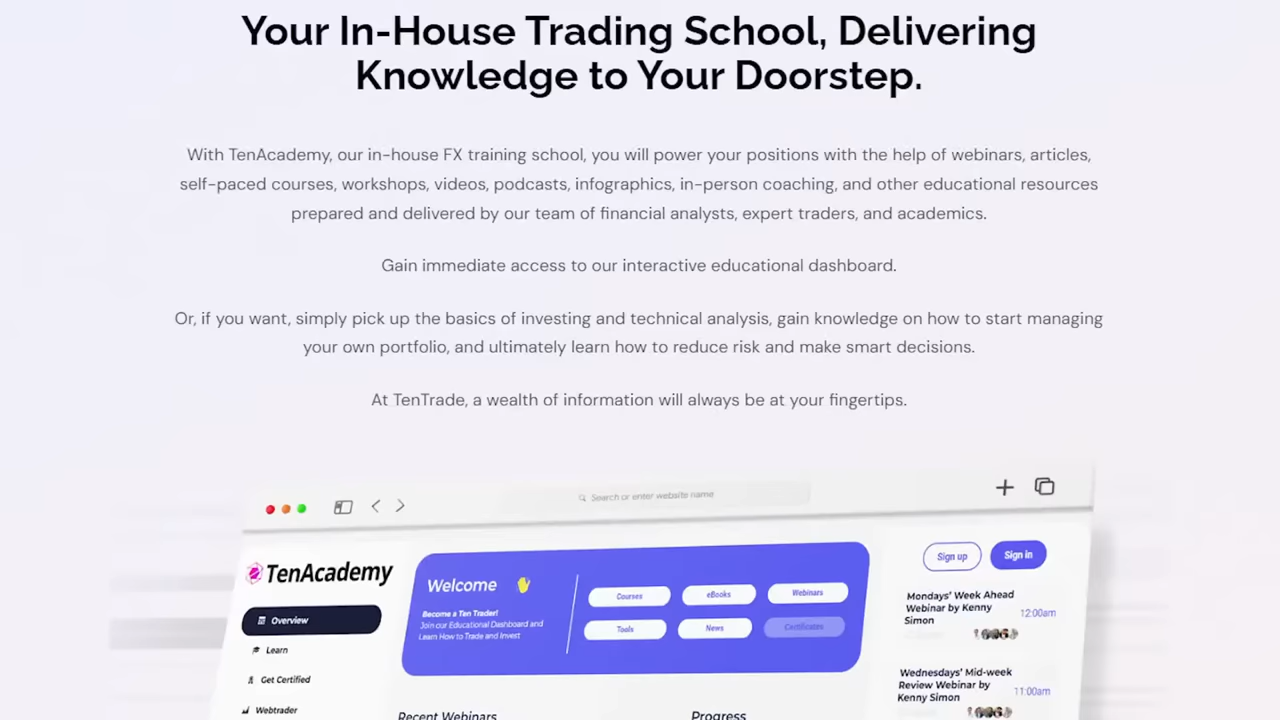 Your In-House Trading School, Delivering
Knowledge to Your Doorstep.
With TenAcademy, our in-house FX training school, you will power your positions with the help of webinars, articles,
self-paced courses, workshops, videos, podcasts, infographics, in-person coaching, and other educational resources
prepared and delivered by our team of financial analysts, expert traders, and academics.
Gain immediate access to our interactive educational dashboard.
Or, if you want, simply pick up the basics of investing and technical analysis, gain knowledge on how to start managing
your own portfolio, and ultimately learn how to reduce risk and make smart decisions.
At TenTrade, a wealth of information will always be at your fingertips.
Search or enter website name
TenAcademy
Overview
Learn
Get Certified
Webtrader
Welcome
Become a Ten Trader!
Join our Educational Dashboard and
Learn How to Trade and Invest
Courses
eBooks
Webinars
Tools
News
Certificates
Recent Webinars
Progress
Sign up
Sign in
Mondays' Week Ahead
Webinar by Kenny
Simon
12:00am
Wednesdays' Mid-week
Review Webinar by
Kenny Simon
11:00am